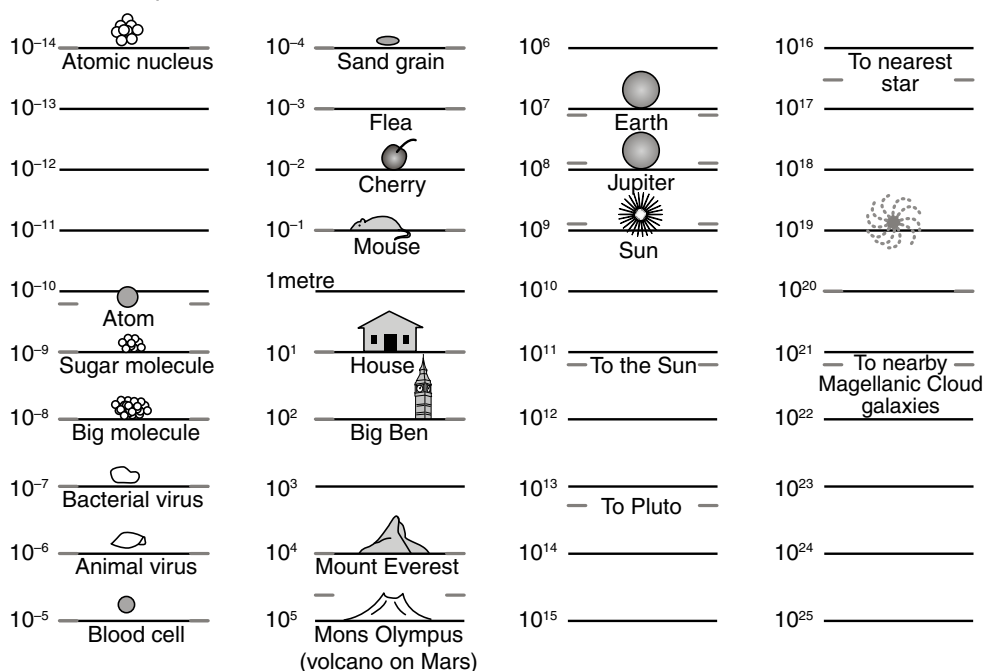 10⁻¹⁴
Atomic nucleus
10⁻¹³
10⁻¹²
10⁻¹¹
10⁻¹⁰
Atom
10⁻⁹
Sugar molecule
10⁻⁸
Big molecule
10⁻⁷
Bacterial virus
10⁻⁶
Animal virus
10⁻⁵
Blood cell
10⁻⁴
Sand grain
10⁻³
Flea
10⁻²
Cherry
10⁻¹
Mouse
1metre
10¹
House
10²
Big Ben
10³
10⁴
Mount Everest
10⁵
Mons Olympus
(volcano on Mars)
10⁶
10⁷
Earth
10⁸
Jupiter
10⁹
Sun
10¹⁰
10¹¹
To the Sun
10¹²
10¹³
To Pluto
10¹⁴
10¹⁵
10¹⁶
To nearest
star
10¹⁷
10¹⁸
10¹⁹
10²⁰
10²¹
To nearby
Magellanic Cloud
galaxies
10²²
10²³
10²⁴
10²⁵